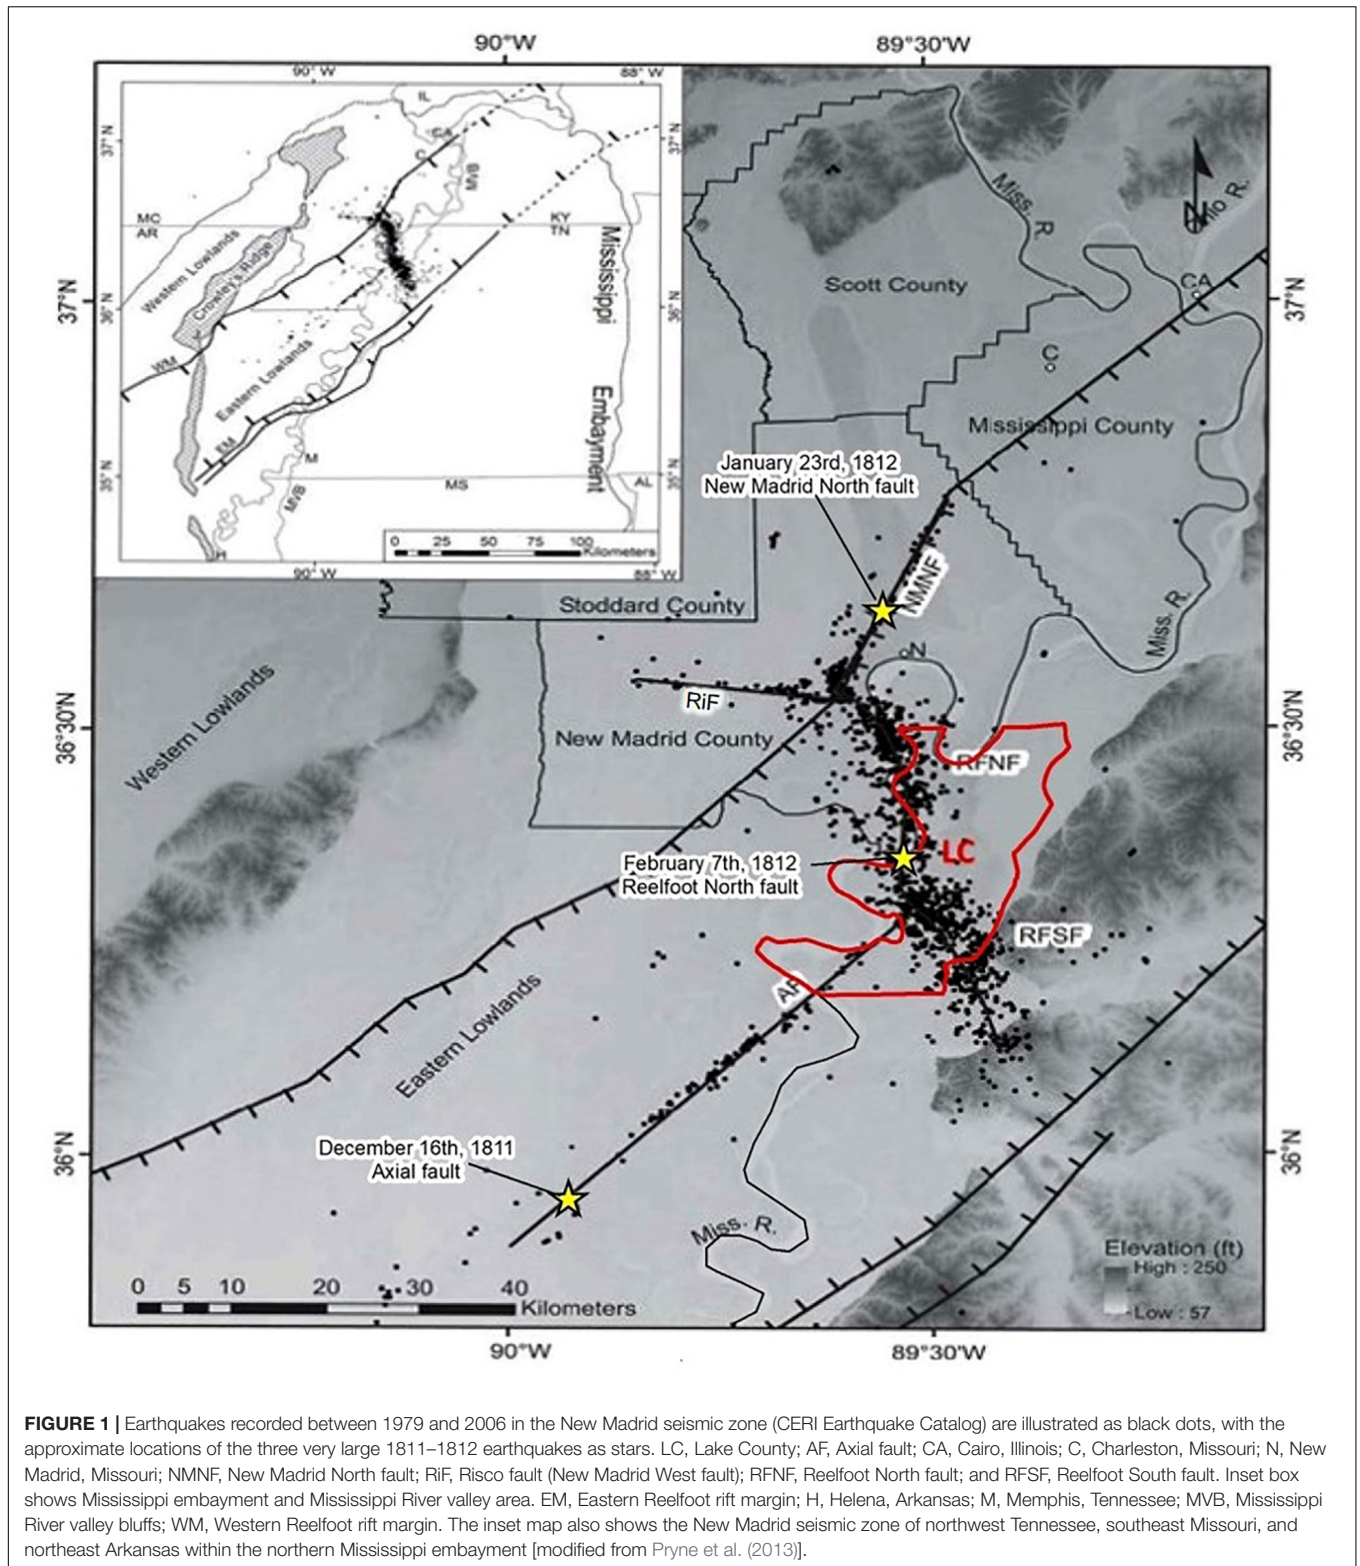 90°W
89°30'W
90° W
88° W
IL
37° N
37° N
CA
C
MVB
MC
AR
KY
TN
Western Lowlands
Crowley's Ridge
Mississippi
Embayment
36° N
36° N
WM
Eastern Lowlands
EM
M
35° N
35° N
MS
AL
MVB
H
0 25 50 75 100
Kilometers
90° W
88° W
Miss. R.
N
Ohio R.
37°N
37°N
Scott County
CA
C
Mississippi County
January 23rd, 1812
New Madrid North fault
NMNF
Stoddard County
N
Miss. R.
Western Lowlands
RiF
36°30'N
36°30'N
New Madrid County
RFNF
LC
February 7th, 1812
Reelfoot North fault
RFSF
AF
Eastern Lowlands
December 16th, 1811
Axial fault
36°N
36°N
Miss. R.
Elevation (ft)
High : 250
Low : 57
0 5 10 20 30 40
Kilometers
90°W
89°30'W
FIGURE 1 | Earthquakes recorded between 1979 and 2006 in the New Madrid seismic zone (CERI Earthquake Catalog) are illustrated as black dots, with the
approximate locations of the three very large 1811–1812 earthquakes as stars. LC, Lake County; AF, Axial fault; CA, Cairo, Illinois; C, Charleston, Missouri; N, New
Madrid, Missouri; NMNF, New Madrid North fault; RiF, Risco fault (New Madrid West fault); RFNF, Reelfoot North fault; and RFSF, Reelfoot South fault. Inset box
shows Mississippi embayment and Mississippi River valley area. EM, Eastern Reelfoot rift margin; H, Helena, Arkansas; M, Memphis, Tennessee; MVB, Mississippi
River valley bluffs; WM, Western Reelfoot rift margin. The inset map also shows the New Madrid seismic zone of northwest Tennessee, southeast Missouri, and
northeast Arkansas within the northern Mississippi embayment [modified from Pryne et al. (2013)].